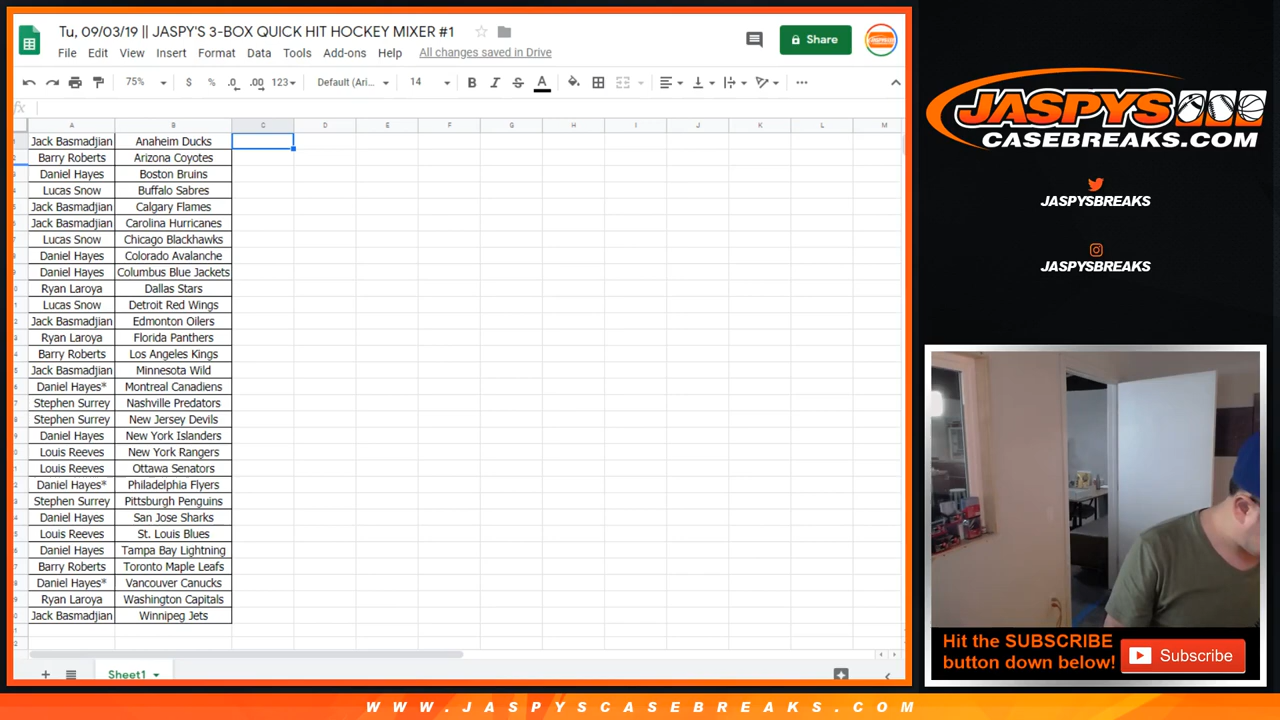 Tu, 09/03/19 || JASPY'S 3-BOX QUICK HIT HOCKEY MIXER #1
File Edit View Format Data Tools Add-ons Help All changes saved in Drive
Share
75% $ % .0 .00 123 Default (Ari... 14 B I S A
fx
A B C D E F G H I J K L M
Jack Basmadjian Anaheim Ducks
Barry Roberts Arizona Coyotes
Daniel Hayes Boston Bruins
Lucas Snow Buffalo Sabres
Jack Basmadjian Calgary Flames
Jack Basmadjian Carolina Hurricanes
Lucas Snow Chicago Blackhawks
Daniel Hayes Colorado Avalanche
Daniel Hayes Columbus Blue Jackets
Ryan Laroya Dallas Stars
Lucas Snow Detroit Red Wings
Jack Basmadjian Edmonton Oilers
Ryan Laroya Florida Panthers
Barry Roberts Los Angeles Kings
Jack Basmadjian Minnesota Wild
Daniel Hayes* Montreal Canadiens
Stephen Surrey Nashville Predators
Stephen Surrey New Jersey Devils
Daniel Hayes New York Islanders
Louis Reeves New York Rangers
Louis Reeves Ottawa Senators
Daniel Hayes* Philadelphia Flyers
Stephen Surrey Pittsburgh Penguins
Daniel Hayes San Jose Sharks
Louis Reeves St. Louis Blues
Daniel Hayes Tampa Bay Lightning
Barry Roberts Toronto Maple Leafs
Daniel Hayes* Vancouver Canucks
Ryan Laroya Washington Capitals
Jack Basmadjian Winnipeg Jets
Sheet1
JASPYS
CASEBREAKS.COM
JASPYSBREAKS
JASPYSBREAKS
Hit the SUBSCRIBE
button down below!
Subscribe
WWW.JASPYSCASEBREAKS.COM